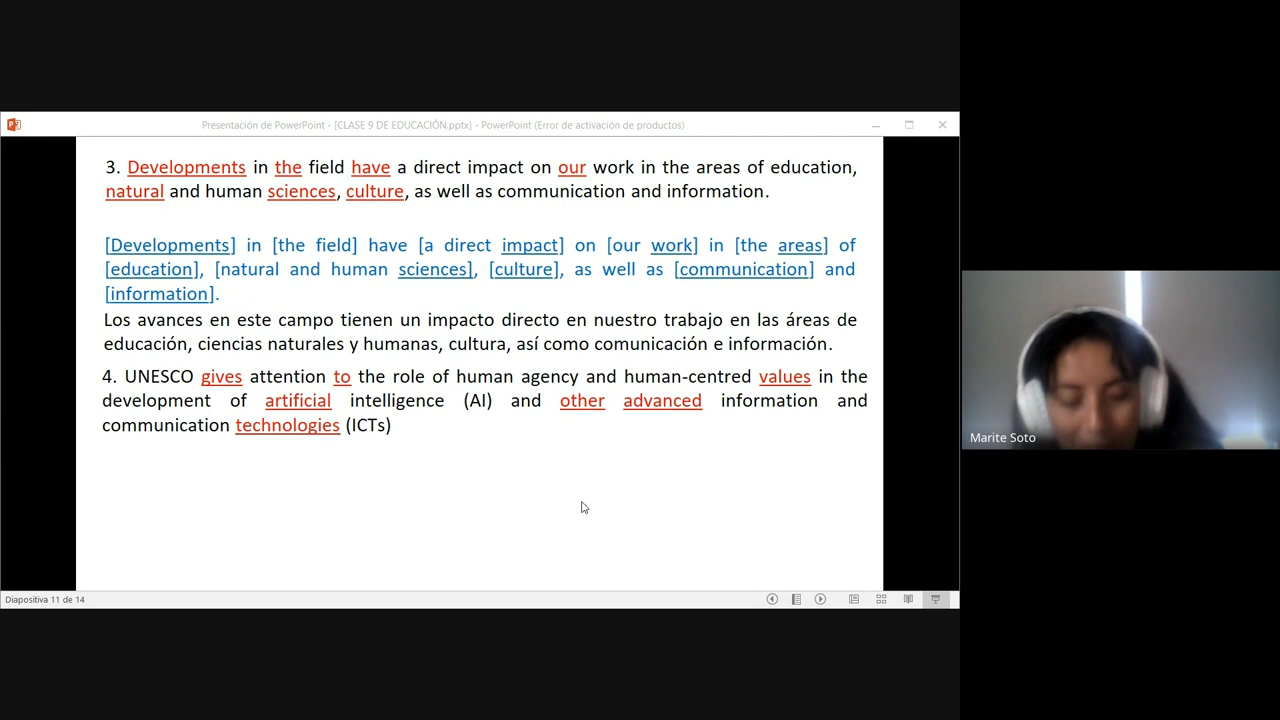 Presentación de PowerPoint - [CLASE 9 DE EDUCACIÓN.pptx] - PowerPoint (Error de activación de productos)
3. Developments in the field have a direct impact on our work in the areas of education,
natural and human sciences, culture, as well as communication and information.
[Developments] in [the field] have [a direct impact] on [our work] in [the areas] of
[education], [natural and human sciences], [culture], as well as [communication] and
[information].
Los avances en este campo tienen un impacto directo en nuestro trabajo en las áreas de
educación, ciencias naturales y humanas, cultura, así como comunicación e información.
4. UNESCO gives attention to the role of human agency and human-centred values in the
development of artificial intelligence (AI) and other advanced information and
communication technologies (ICTs)
Marite Soto
Diapositiva 11 de 14